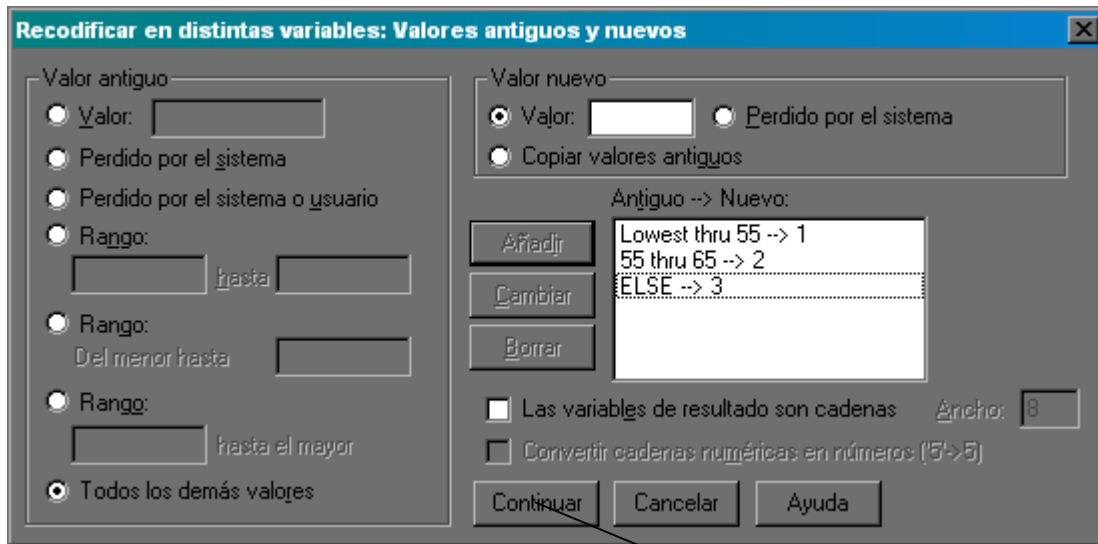 Recodificar en distintas variables: Valores antiguos y nuevos
Valor antiguo
Valor:
Perdido por el sistema
Perdido por el sistema o usuario
Rango:
hasta
Rango:
Del menor hasta
Rango:
hasta el mayor
Todos los demás valores
Valor nuevo
Valor:
Perdido por el sistema
Copiar valores antiguos
Antiguo --> Nuevo:
Añadir
Cambiar
Borrar
Lowest thru 55 --> 1
55 thru 65 --> 2
ELSE --> 3
Las variables de resultado son cadenas
Ancho: 8
Convertir cadenas numéricas en números ('5'->5)
Continuar
Cancelar
Ayuda